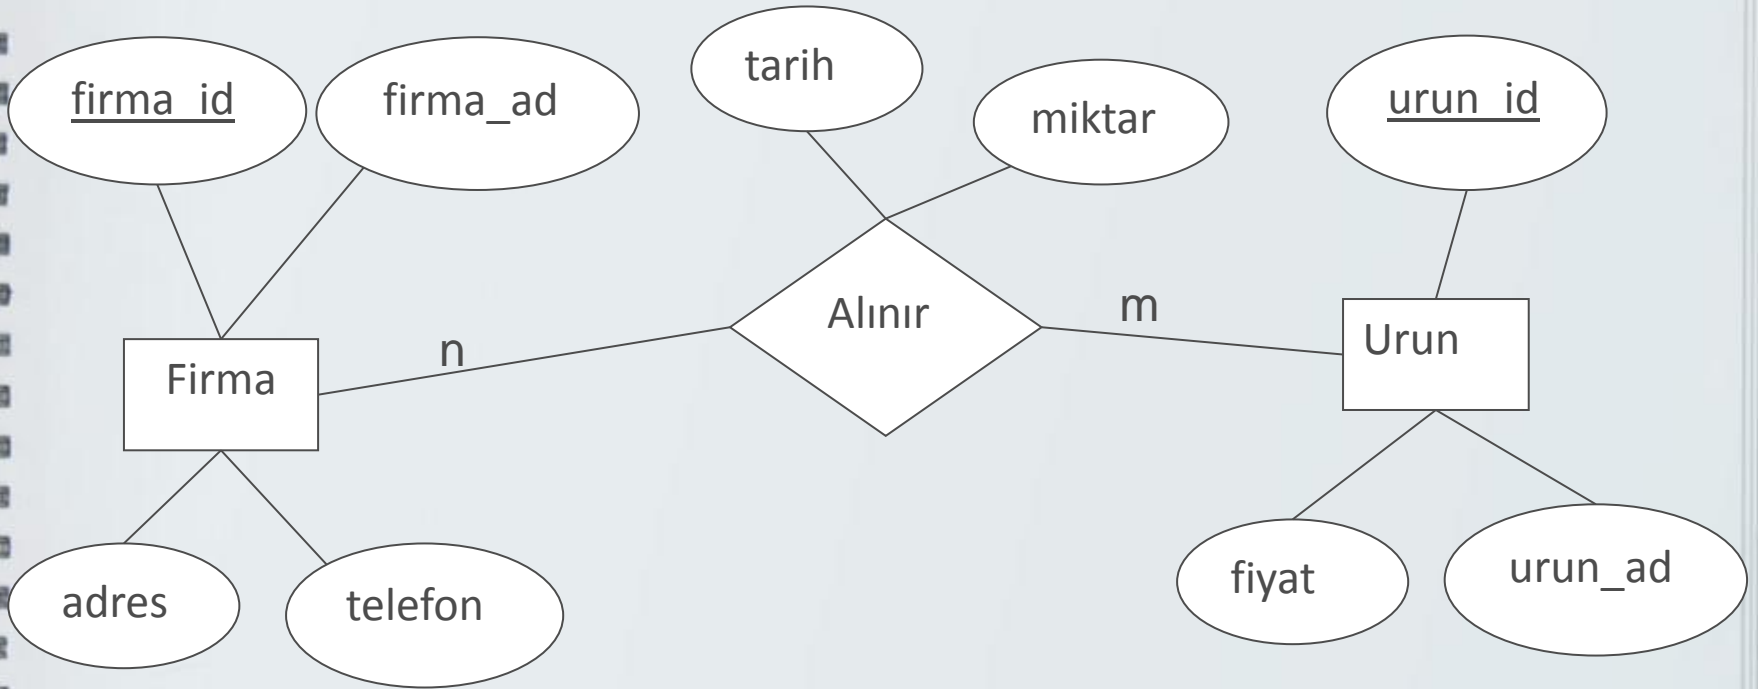 firma_id
firma_ad
tarih
miktar
urun_id
Alınır
n
m
Firma
Urun
adres
telefon
fiyat
urun_ad